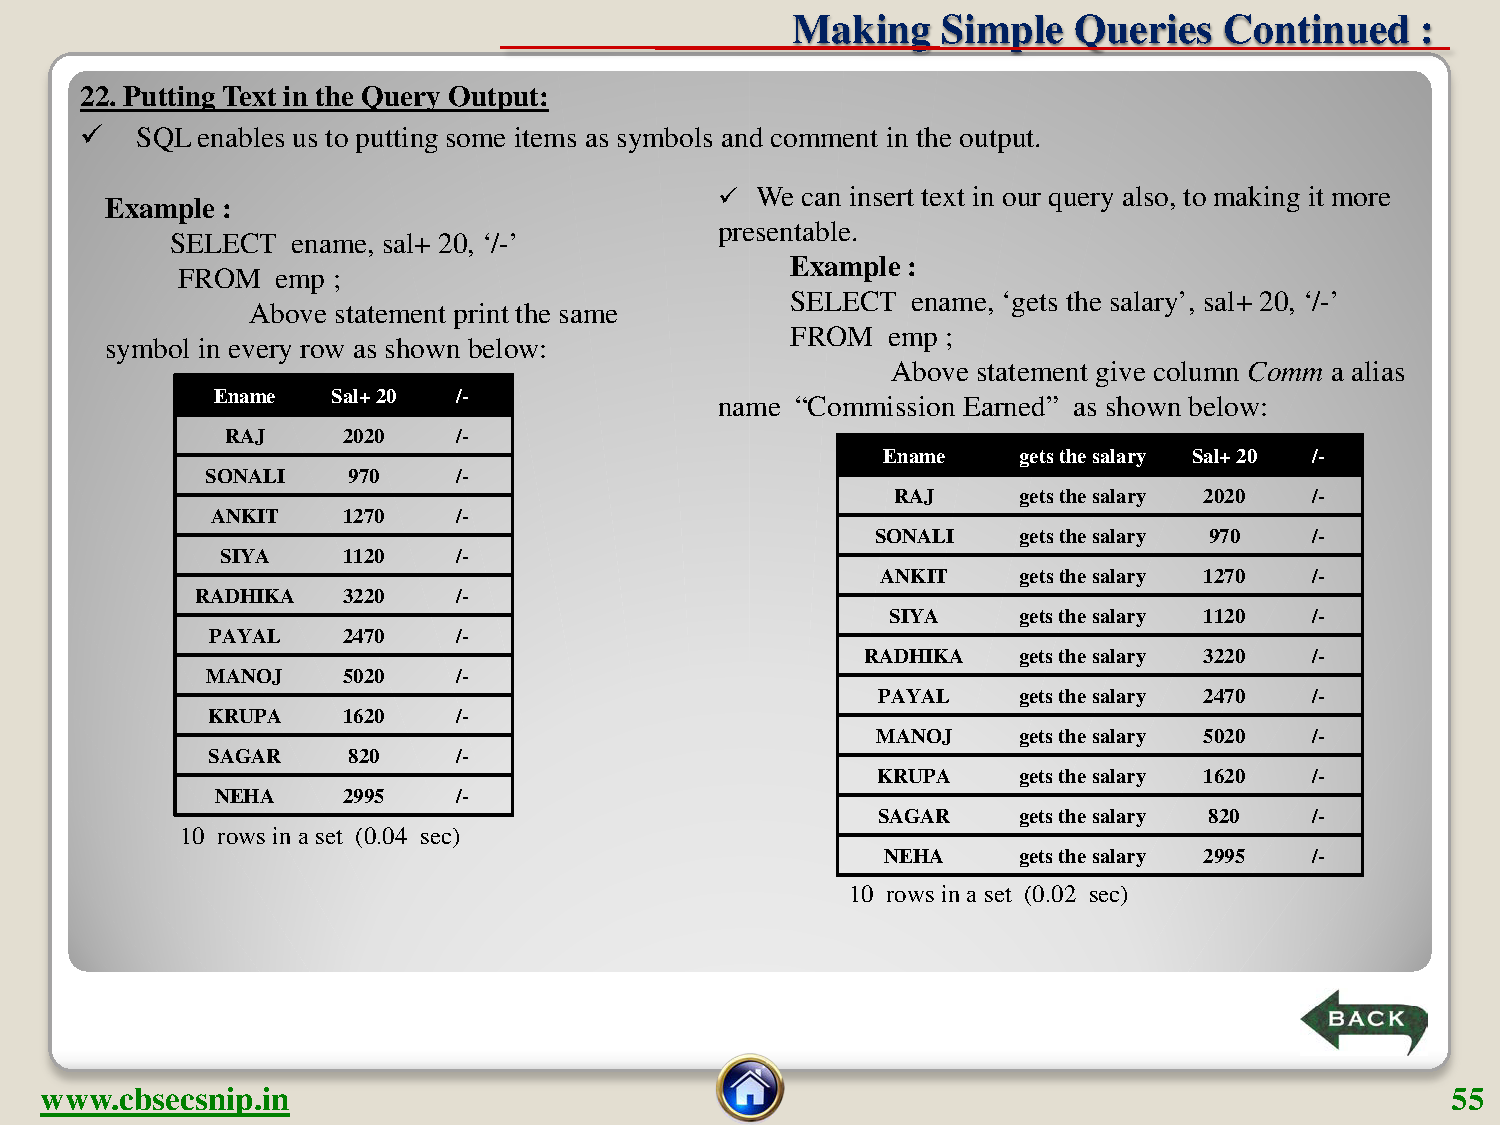 Making Simple Queries Continued :
22. Putting Text in the Query Output:
✓ SQL enables us to putting some items as symbols and comment in the output.
Example :
SELECT ename, sal+ 20, ‘/-’
FROM emp ;
Above statement print the same
symbol in every row as shown below:
Ename Sal+ 20 /-
RAJ 2020 /-
SONALI 970 /-
ANKIT 1270 /-
SIYA 1120 /-
RADHIKA 3220 /-
PAYAL 2470 /-
MANOJ 5020 /-
KRUPA 1620 /-
SAGAR 820 /-
NEHA 2995 /-
10 rows in a set (0.04 sec)
✓ We can insert text in our query also, to making it more
presentable.
Example :
SELECT ename, ‘gets the salary’, sal+ 20, ‘/-’
FROM emp ;
Above statement give column Comm a alias
name “Commission Earned” as shown below:
Ename gets the salary Sal+ 20 /-
RAJ gets the salary 2020 /-
SONALI gets the salary 970 /-
ANKIT gets the salary 1270 /-
SIYA gets the salary 1120 /-
RADHIKA gets the salary 3220 /-
PAYAL gets the salary 2470 /-
MANOJ gets the salary 5020 /-
KRUPA gets the salary 1620 /-
SAGAR gets the salary 820 /-
NEHA gets the salary 2995 /-
10 rows in a set (0.02 sec)
BACK
www.cbsecsnip.in
55